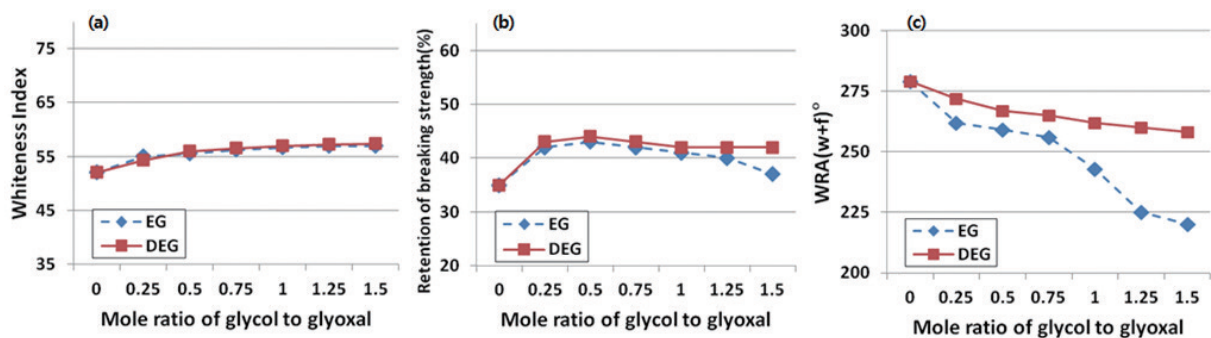 (a)
Whiteness Index
75
65
55
45
35
EG
DEG
0 0.25 0.5 0.75 1 1.25 1.5
Mole ratio of glycol to glyoxal
(b)
Retention of breaking strength(%)
60
50
40
30
20
EG
DEG
0 0.25 0.5 0.75 1 1.25 1.5
Mole ratio of glycol to glyoxal
(c)
WRA(w+f)°
300
275
250
225
200
EG
DEG
0 0.25 0.5 0.75 1 1.25 1.5
Mole ratio of glycol to glyoxal